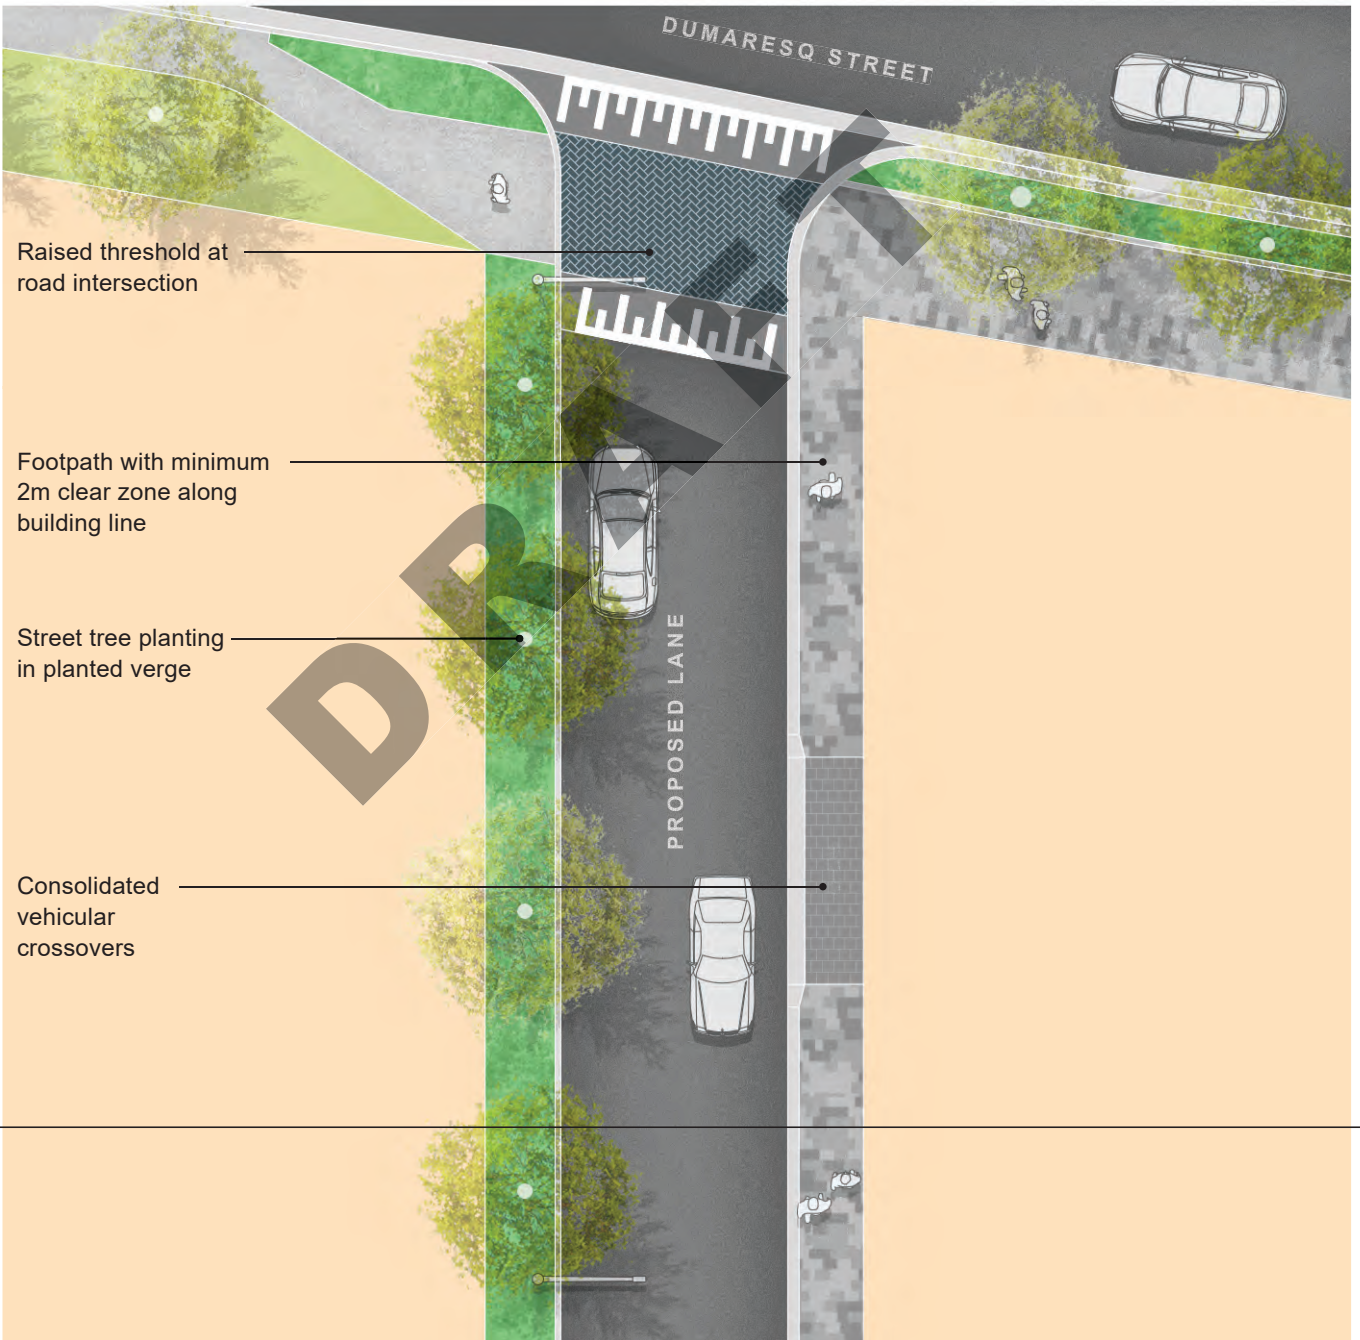 DUMARESQ STREET
Raised threshold at
road intersection
Footpath with minimum
2m clear zone along
building line
Street tree planting
in planted verge
PROPOSED LANE
Consolidated
vehicular
crossovers
DRAFT